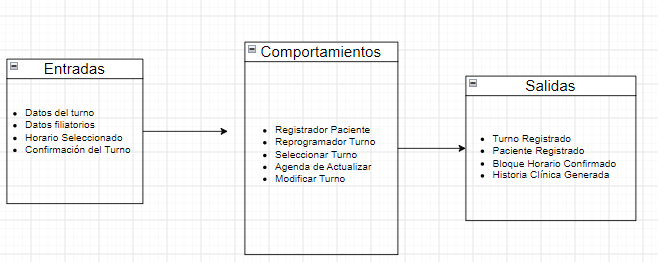 Entradas
Datos del turno
Datos filiatorios
Horario Seleccionado
Confirmación del Turno
Comportamientos
Registrador Paciente
Reprogramador Turno
Seleccionar Turno
Agenda de Actualizar
Modificar Turno
Salidas
Turno Registrado
Paciente Registrado
Bloque Horario Confirmado
Historia Clínica Generada